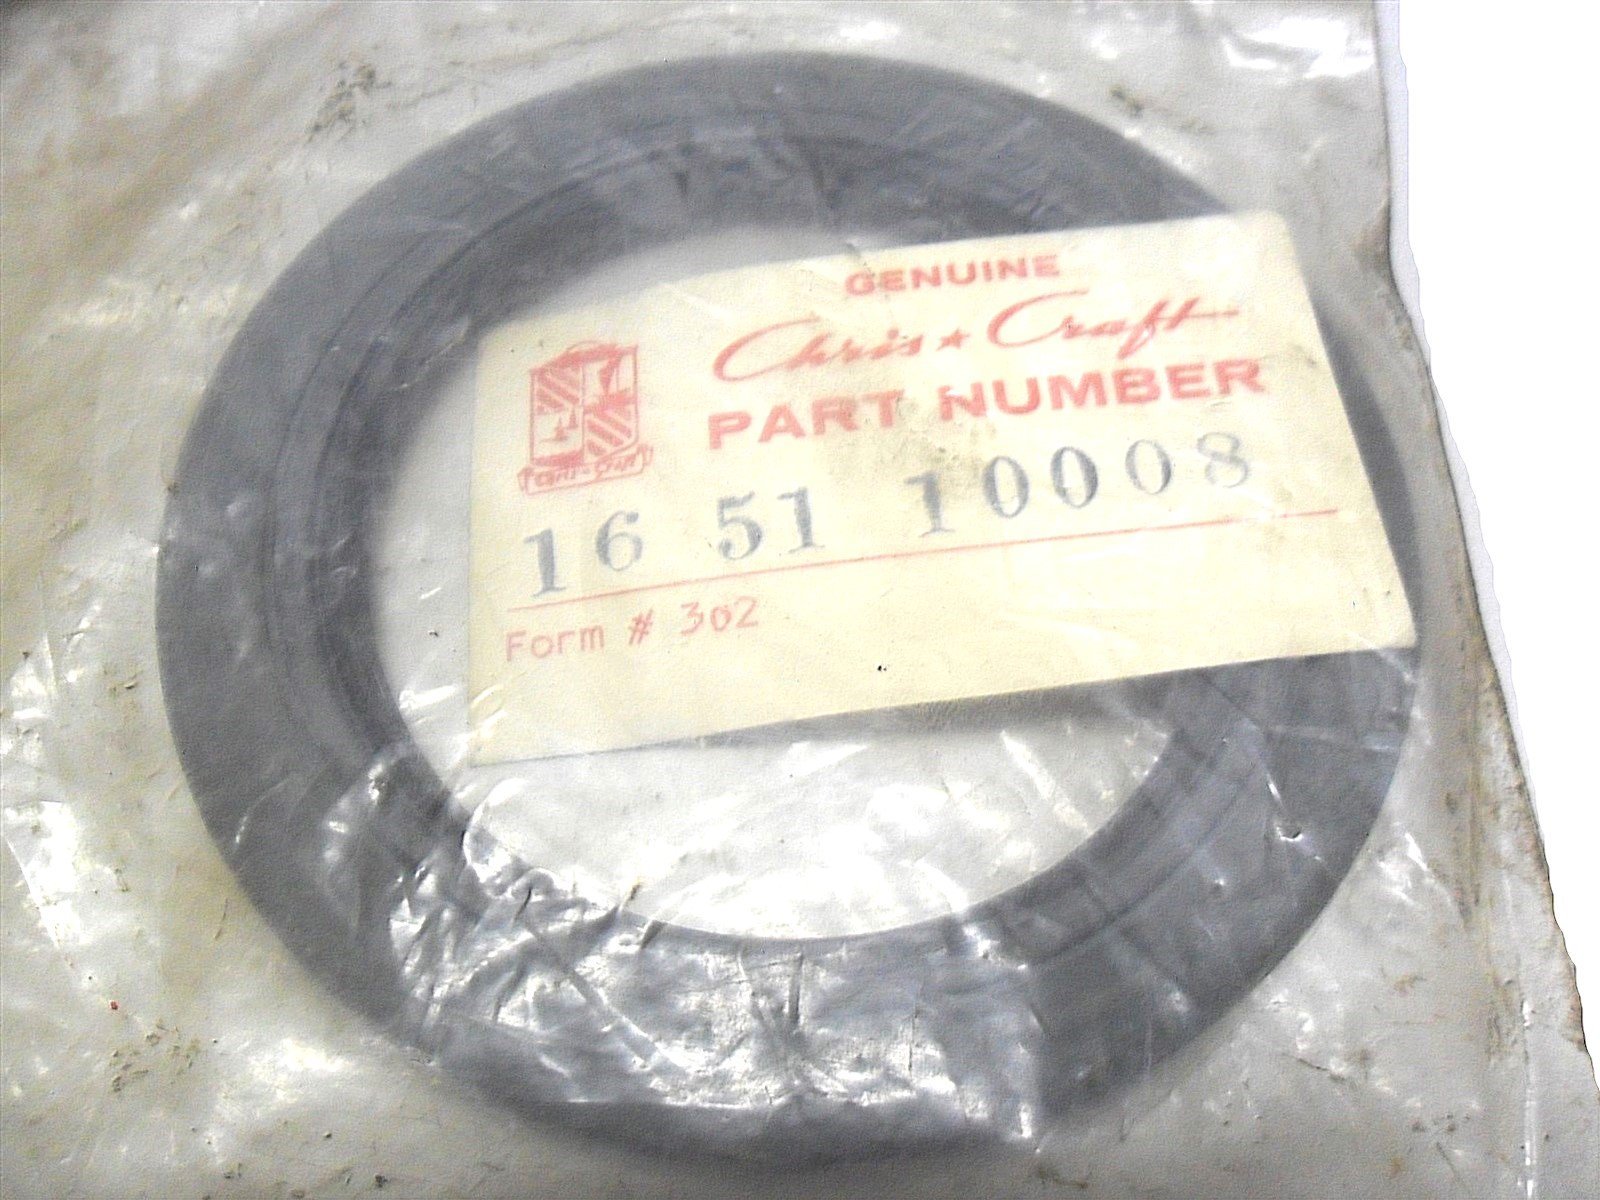 GENUINE
Chris★Craft
PART NUMBER
16 51 10008
Form # 302